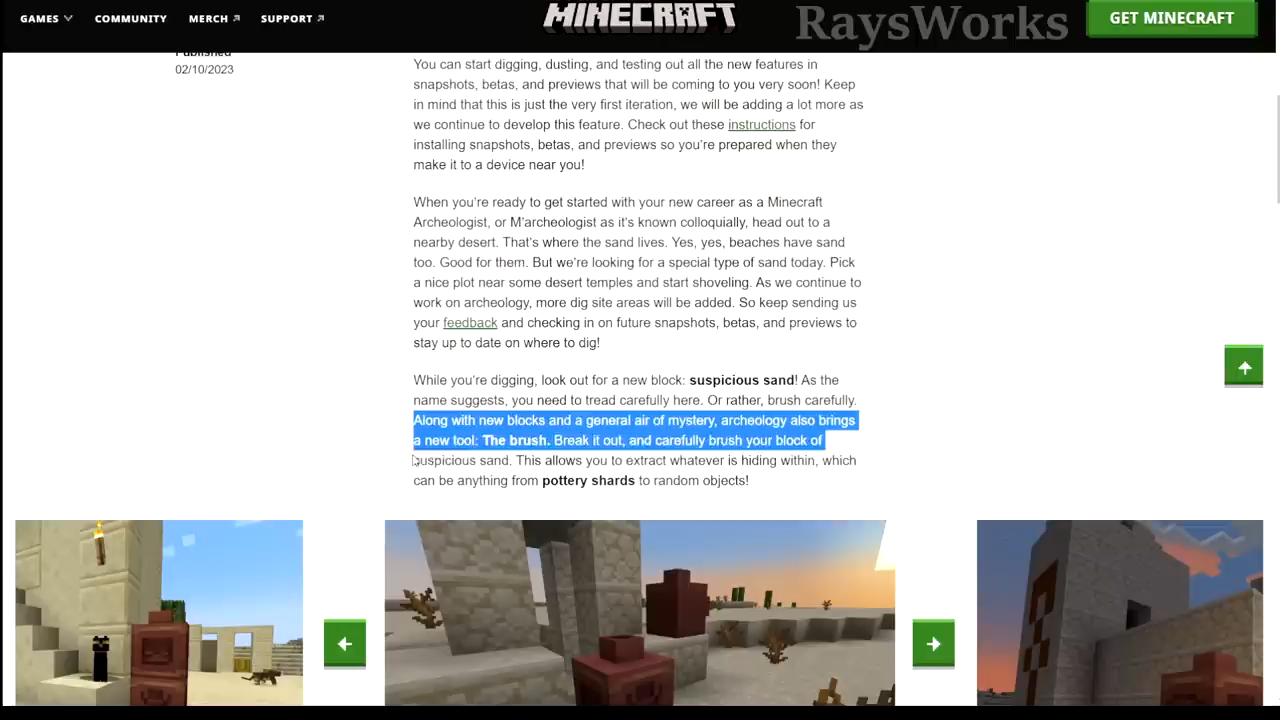 GAMES COMMUNITY MERCH SUPPORT MINECRAFT RaysWorks GET MINECRAFT
Published
02/10/2023
You can start digging, dusting, and testing out all the new features in
snapshots, betas, and previews that will be coming to you very soon! Keep
in mind that this is just the very first iteration, we will be adding a lot more as
we continue to develop this feature. Check out these instructions for
installing snapshots, betas, and previews so you're prepared when they
make it to a device near you!
When you're ready to get started with your new career as a Minecraft
Archeologist, or M'archeologist as it's known colloquially, head out to a
nearby desert. That's where the sand lives. Yes, yes, beaches have sand
too. Good for them. But we're looking for a special type of sand today. Pick
a nice plot near some desert temples and start shoveling. As we continue to
work on archeology, more dig site areas will be added. So keep sending us
your feedback and checking in on future snapshots, betas, and previews to
stay up to date on where to dig!
While you're digging, look out for a new block: suspicious sand! As the
name suggests, you need to tread carefully here. Or rather, brush carefully.
Along with new blocks and a general air of mystery, archeology also brings
a new tool: The brush. Break it out, and carefully brush your block of
suspicious sand. This allows you to extract whatever is hiding within, which
can be anything from pottery shards to random objects!